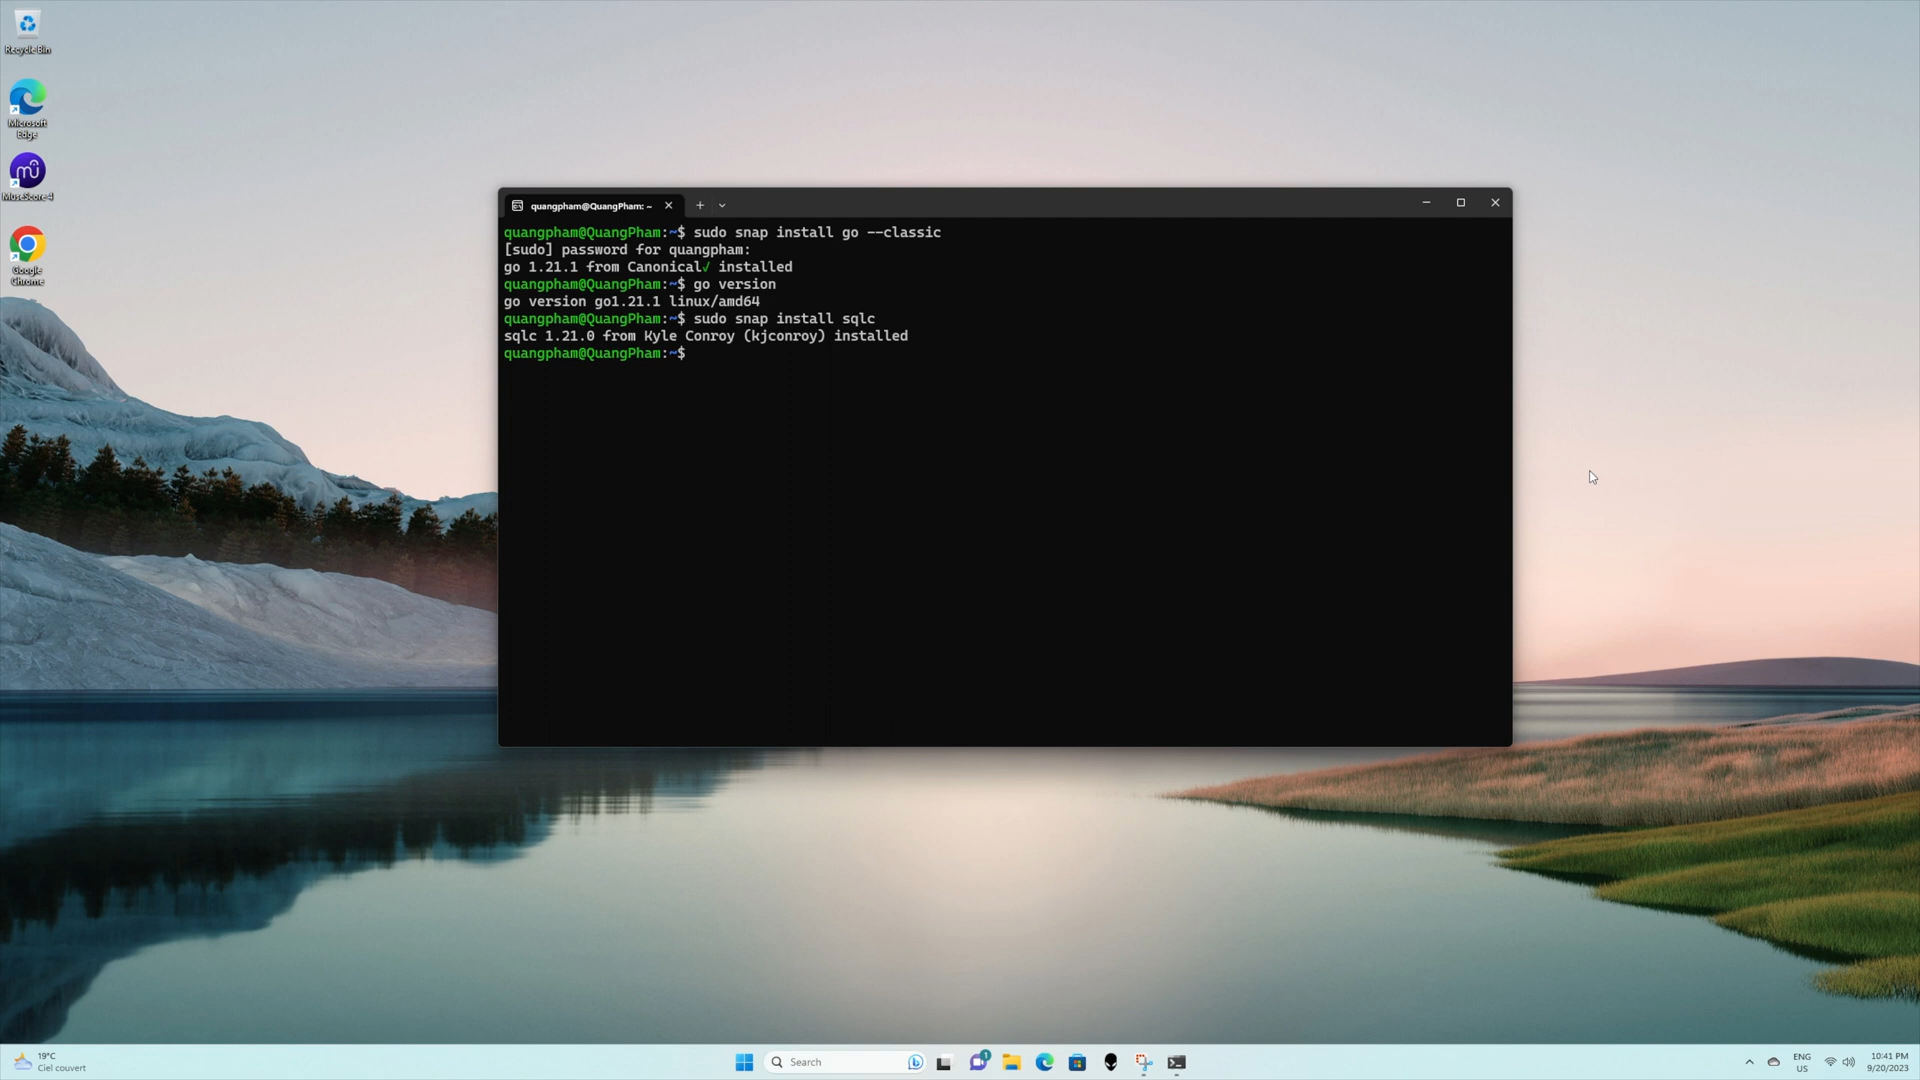 Recycle Bin
Microsoft
Edge
MuseScore 4
Google
Chrome
quangpham@QuangPham: ~
quangpham@QuangPham:~$ sudo snap install go --classic
[sudo] password for quangpham:
go 1.21.1 from Canonical✓ installed
quangpham@QuangPham:~$ go version
go version go1.21.1 linux/amd64
quangpham@QuangPham:~$ sudo snap install sqlc
sqlc 1.21.0 from Kyle Conroy (kjconroy) installed
quangpham@QuangPham:~$
19°C
Ciel couvert
Search
1
ENG
US
10:41 PM
9/20/2023